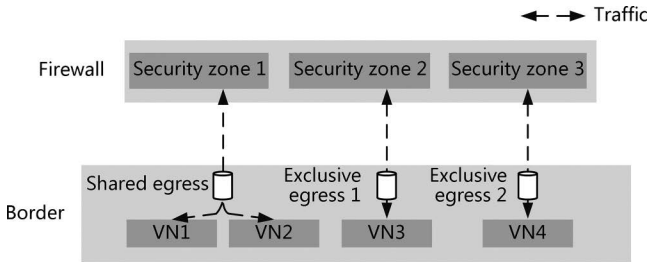 Traffic
Firewall
Security zone 1
Security zone 2
Security zone 3
Shared egress
Exclusive
egress 1
Exclusive
egress 2
Border
VN1
VN2
VN3
VN4